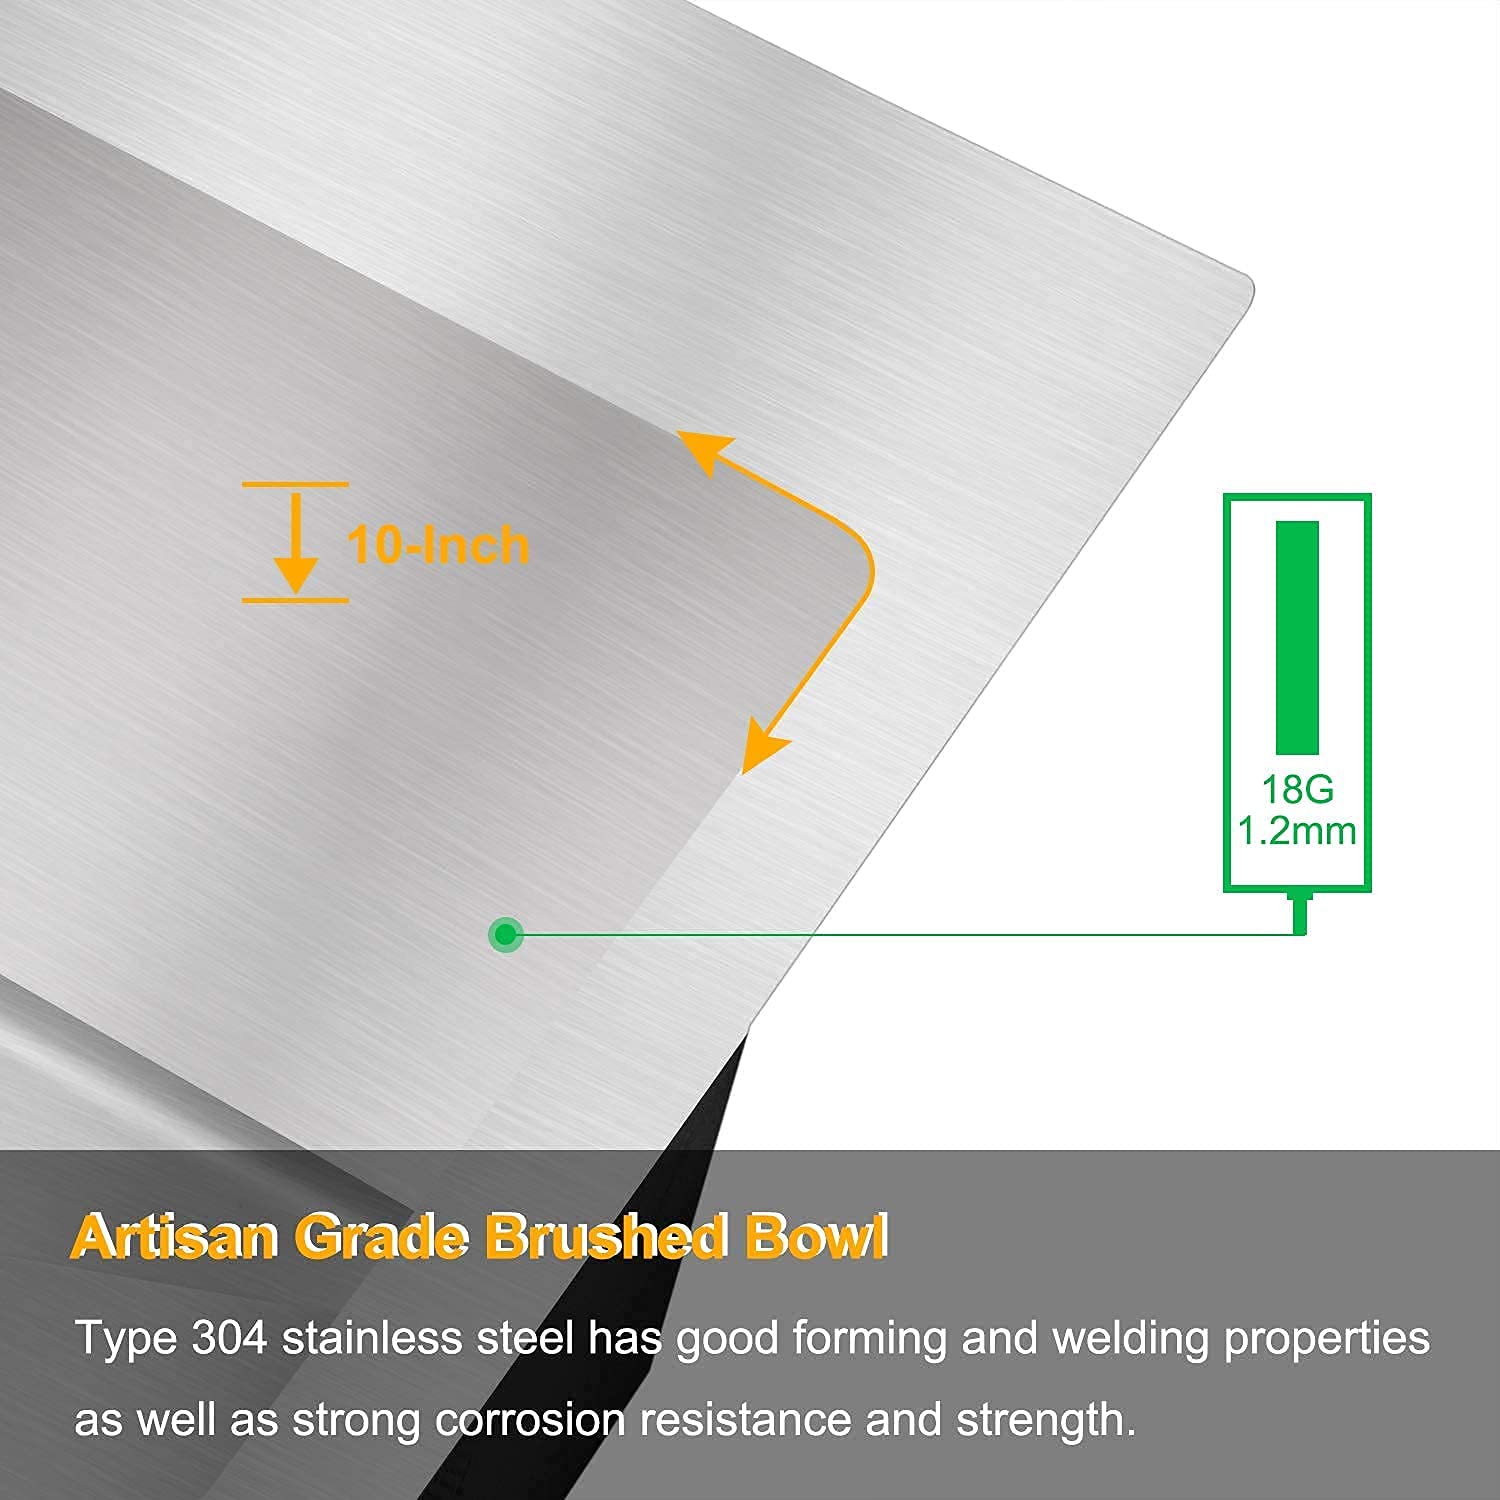 10-Inch
18G
1.2mm
Artisan Grade Brushed Bowl
Type 304 stainless steel has good forming and welding properties
as well as strong corrosion resistance and strength.